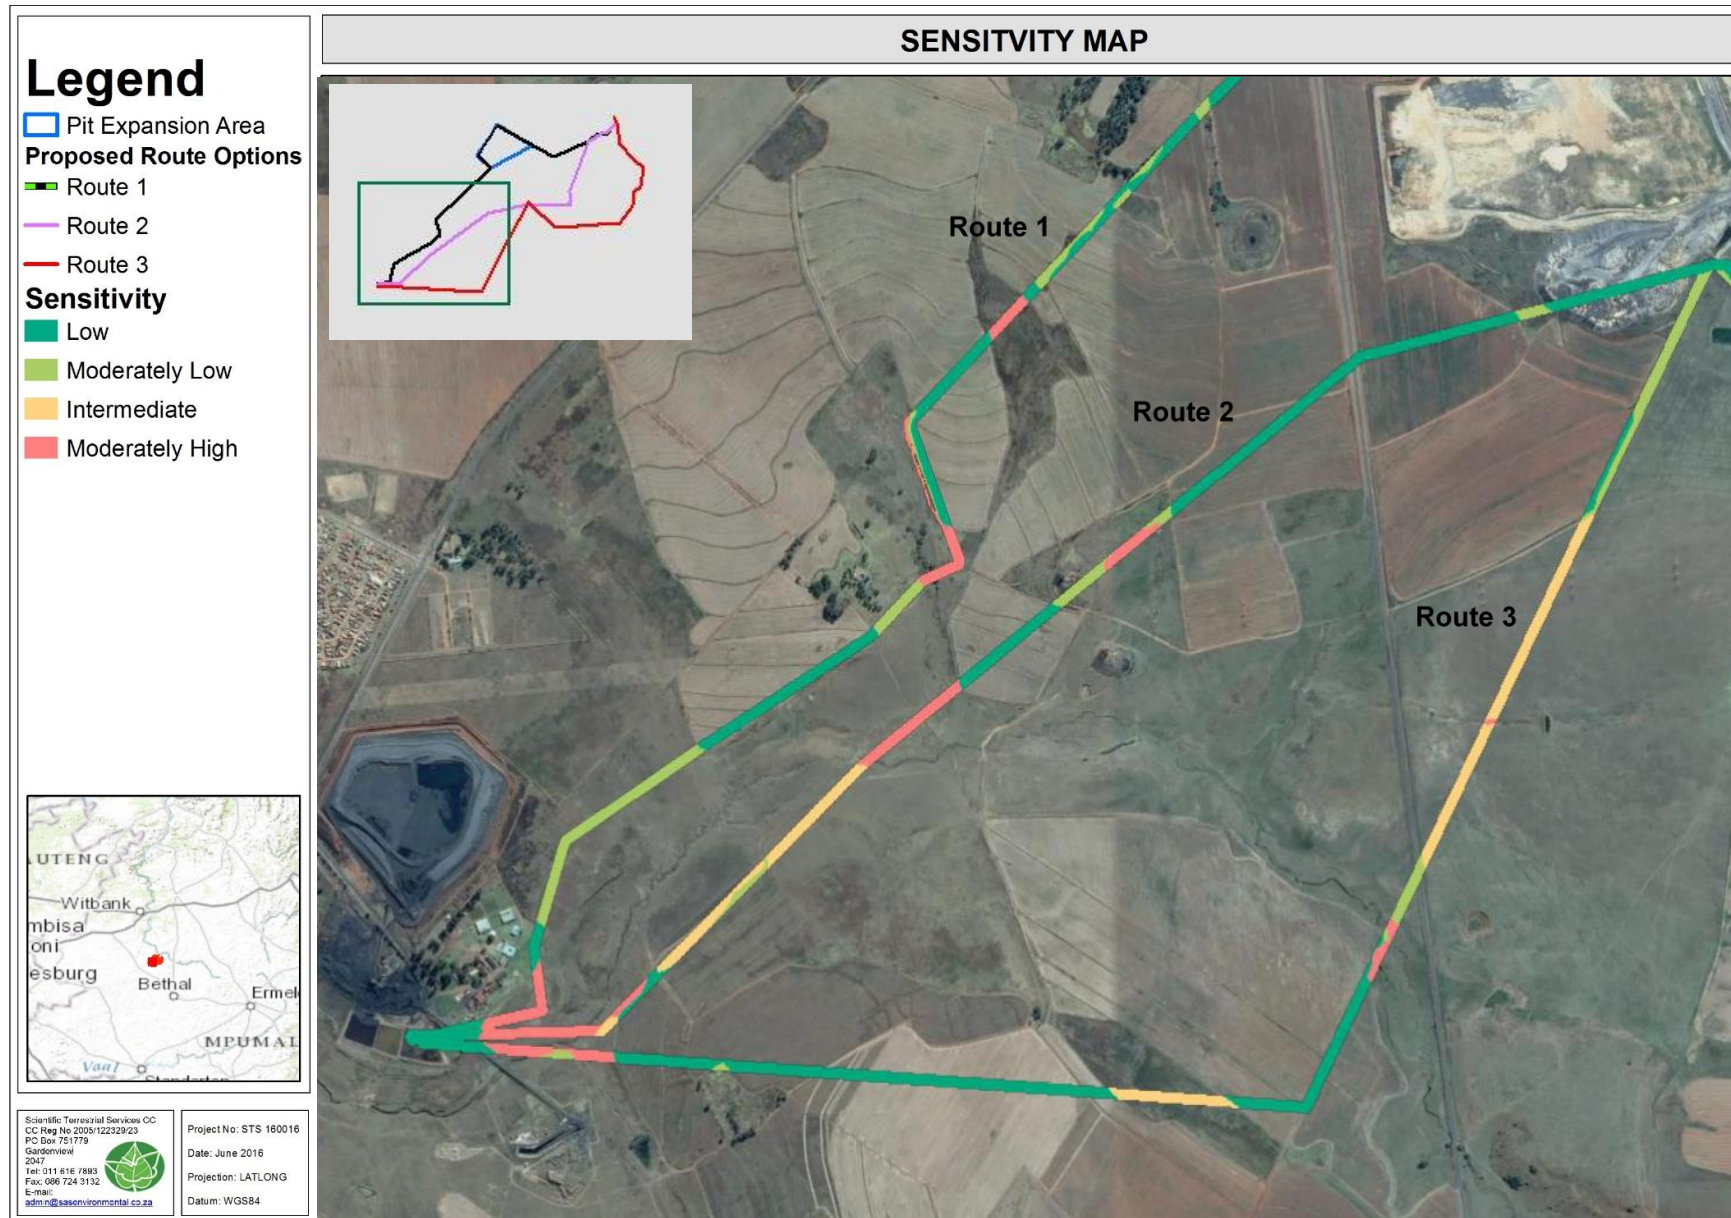 SENSITVITY MAP
Legend
Pit Expansion Area
Proposed Route Options
Route 1
Route 2
Route 3
Sensitivity
Low
Moderately Low
Intermediate
Moderately High
Route 1
Route 2
Route 3
AUTENG
Witbank
mbisa
oni
esburg
Bethal
Ermel
MPUMAL
Vaal
Standerton
Scientific Terrestrial Services CC
CC Reg No 2005/122329/23
PO Box 751779
Gardenview
2047
Tel: 011 616 7893
Fax: 086 724 3132
E-mail:
admin@sasenvironmental.co.za
Project No: STS 160016
Date: June 2016
Projection: LATLONG
Datum: WGS84